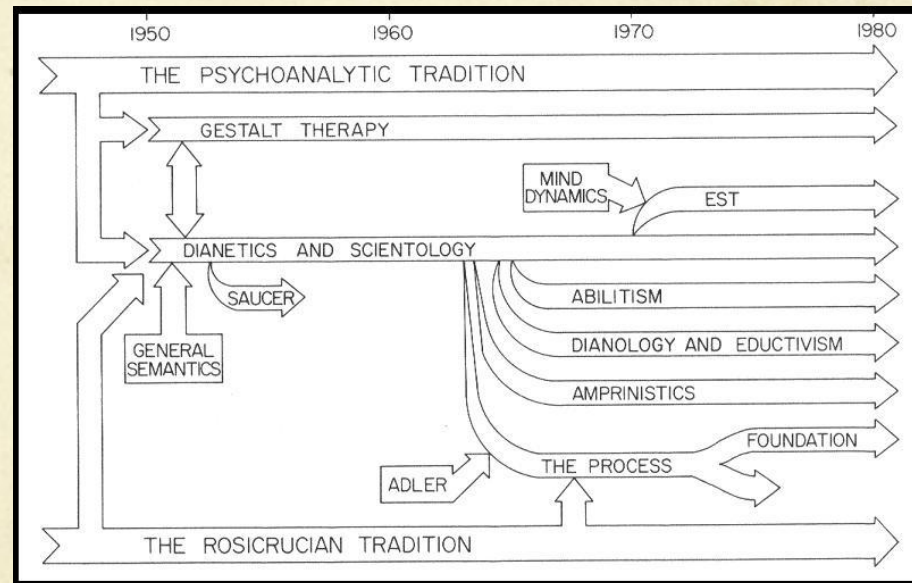 1950 1960 1970 1980
THE PSYCHOANALYTIC TRADITION
GESTALT THERAPY
MIND
DYNAMICS
EST
DIANETICS AND SCIENTOLOGY
SAUCER
ABILITISM
GENERAL
SEMANTICS
DIANOLOGY AND EDUCTIVISM
AMPRINISTICS
FOUNDATION
THE PROCESS
ADLER
THE ROSICRUCIAN TRADITION